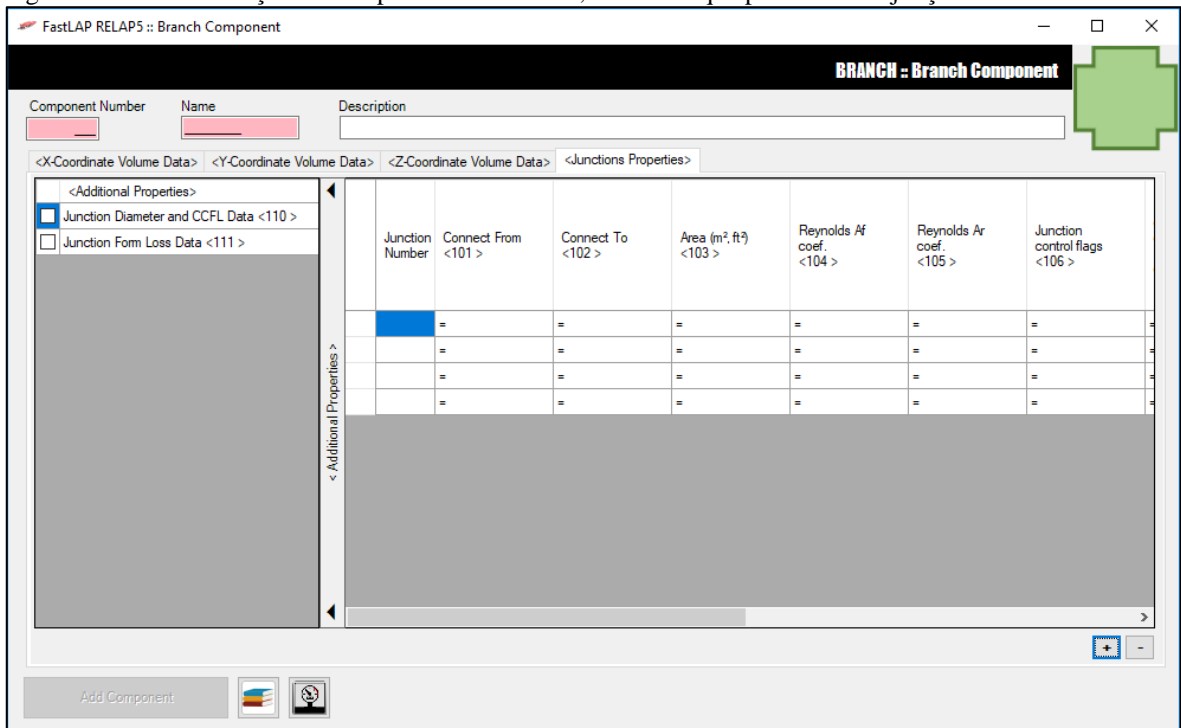 FastLAP RELAP5 :: Branch Component
BRANCH :: Branch Component
Component Number Name Description
<X-Coordinate Volume Data> <Y-Coordinate Volume Data> <Z-Coordinate Volume Data> <Junctions Properties>
<Additional Properties>
Junction Diameter and CCFL Data <110 >
Junction Form Loss Data <111 >
< Additional Properties >
Junction Number
Connect From <101 >
Connect To <102 >
Area (m², ft²) <103 >
Reynolds Af coef. <104 >
Reynolds Ar coef. <105 >
Junction control flags <106 >
= = = = = = =
= = = = = = =
= = = = = = =
= = = = = = =
+ -
Add Component